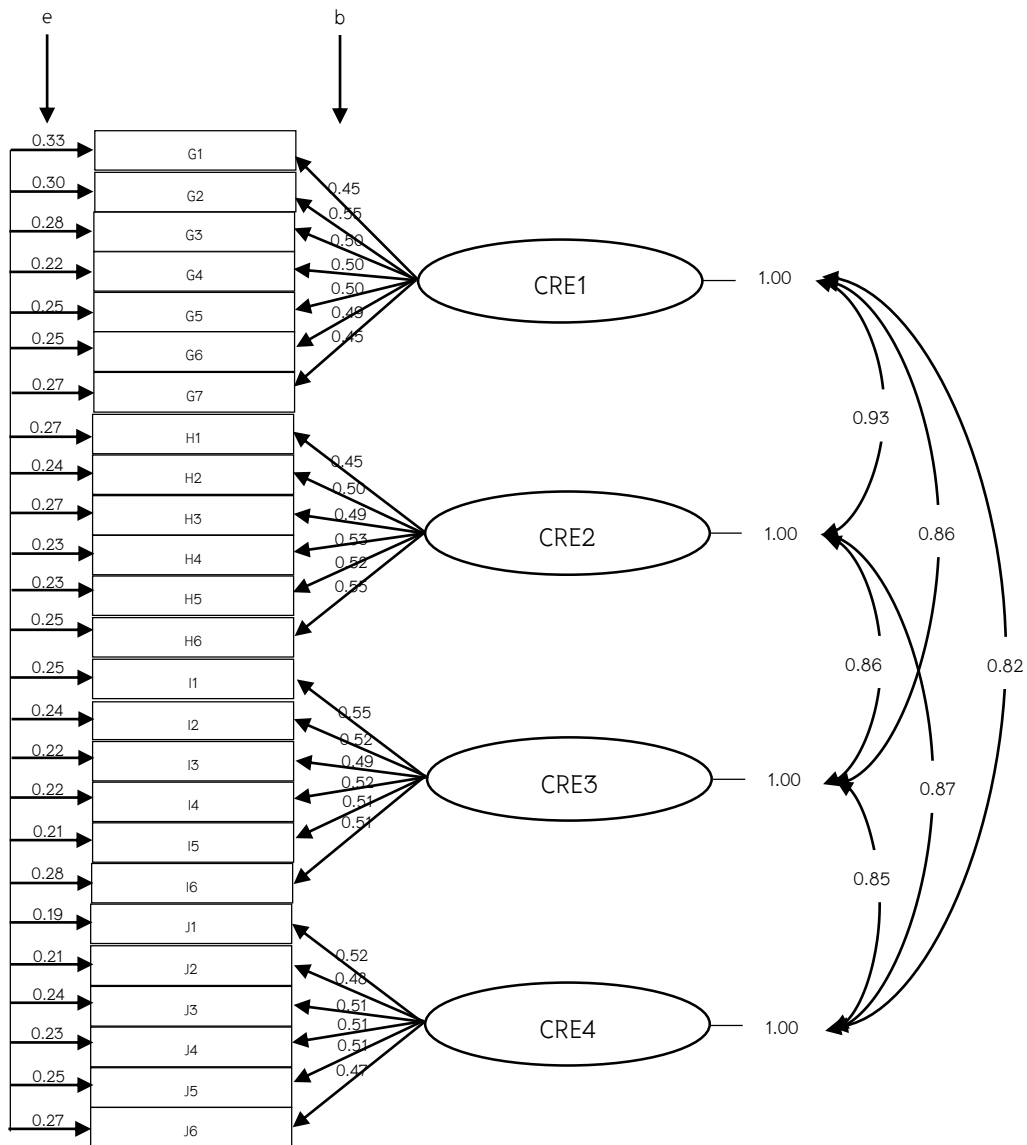 e b
0.33 G1
0.45
0.30 G2
0.55
0.28 G3
0.50
0.22 G4
0.50
0.25 G5
0.50
0.49
0.25 G6
0.45
0.27 G7
CRE1 1.00
0.93
0.27 H1
0.45
0.24 H2
0.50
0.27 H3
0.49
0.23 H4
0.53
0.23 H5
0.52
0.55
0.25 H6
CRE2 1.00
0.86
0.86
0.82
0.25 I1
0.55
0.24 I2
0.52
0.22 I3
0.49
0.22 I4
0.52
0.21 I5
0.51
0.51
0.28 I6
CRE3 1.00
0.87
0.85
0.19 J1
0.52
0.21 J2
0.48
0.24 J3
0.51
0.23 J4
0.51
0.25 J5
0.51
0.47
0.27 J6
CRE4 1.00